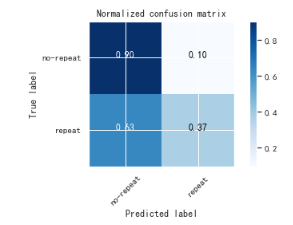 Normalized confusion matrix
no-repeat
0.90
0.10
0.8
0.6
0.4
0.2
True label
repeat
0.63
0.37
no-repeat
repeat
Predicted label